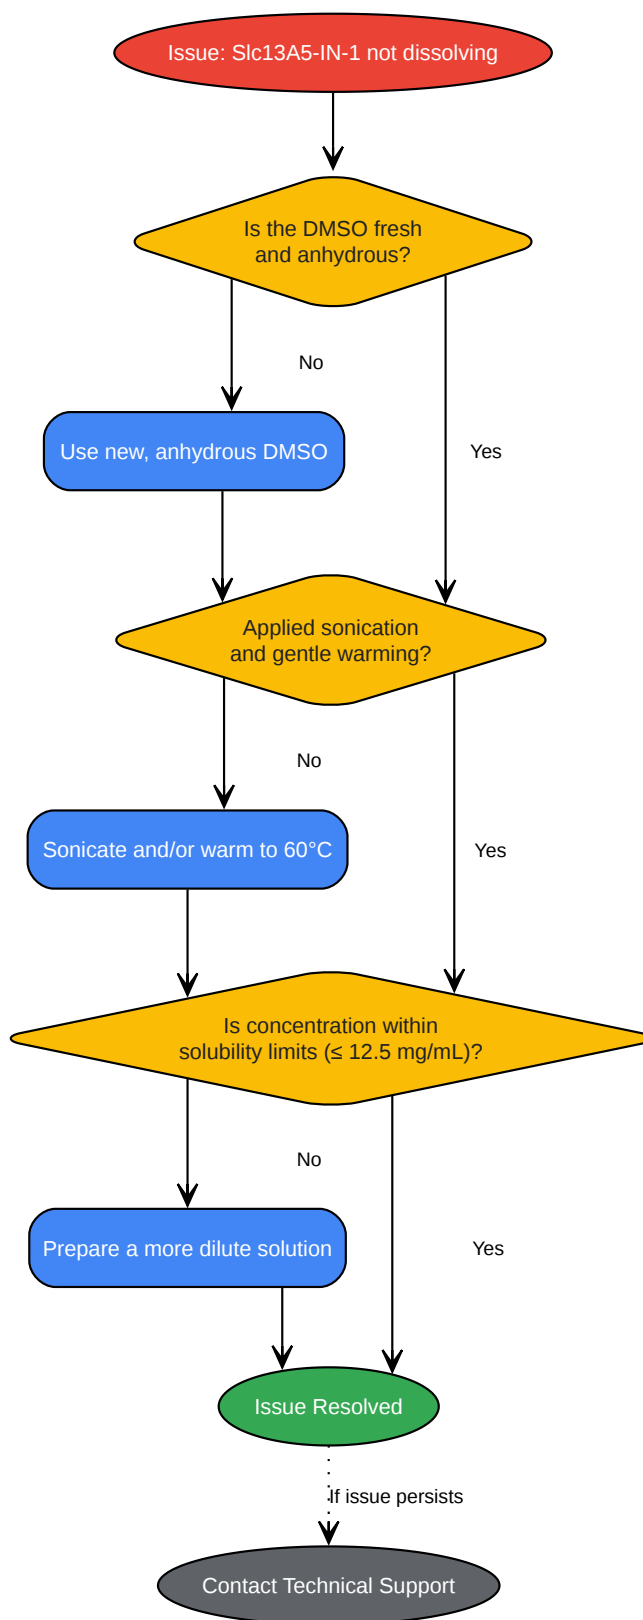 Issue: Slc13A5-IN-1 not dissolving
Is the DMSO fresh
and anhydrous?
No
Use new, anhydrous DMSO
Yes
Applied sonication
and gentle warming?
No
Sonicate and/or warm to 60°C
Yes
Is concentration within
solubility limits (≤ 12.5 mg/mL)?
No
Prepare a more dilute solution
Yes
Issue Resolved
If issue persists
Contact Technical Support